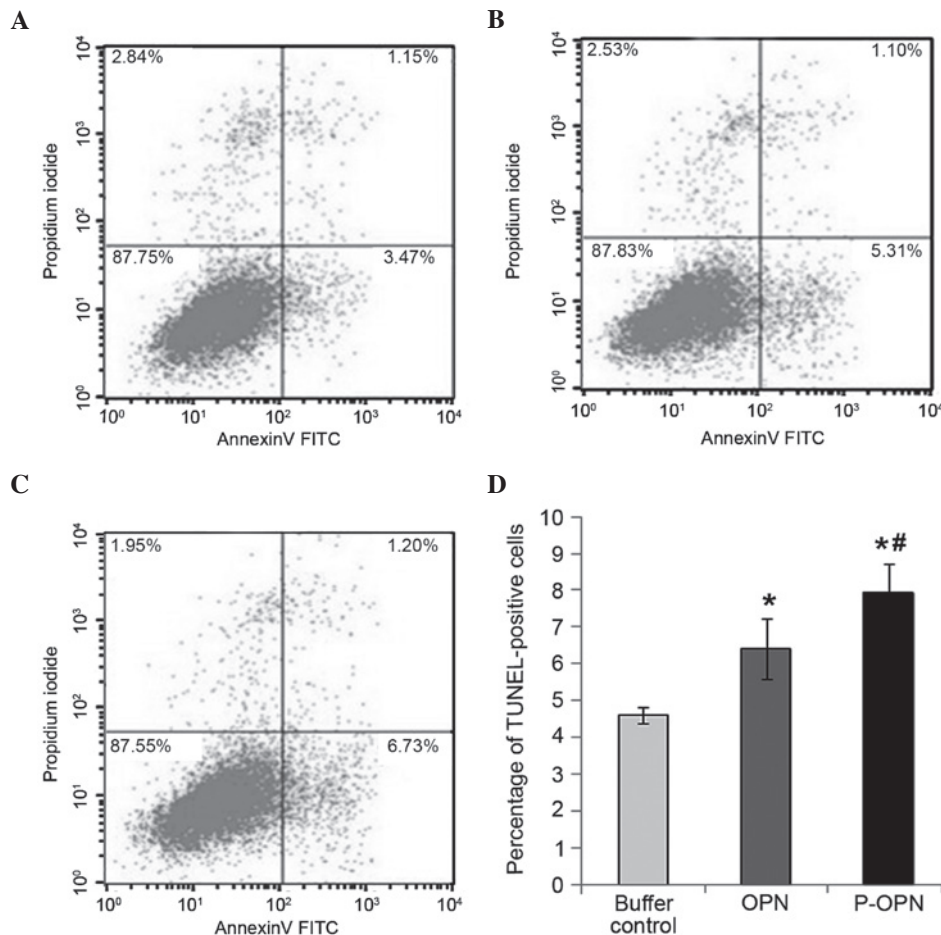 A
10⁴
10³
10²
10¹
10⁰
Propidium iodide
2.84%
1.15%
87.75%
3.47%
10⁰ 10¹ 10² 10³ 10⁴
AnnexinV FITC
B
10⁴
10³
10²
10¹
10⁰
Propidium iodide
2.53%
1.10%
87.83%
5.31%
10⁰ 10¹ 10² 10³ 10⁴
AnnexinV FITC
C
10⁴
10³
10²
10¹
10⁰
Propidium iodide
1.95%
1.20%
87.55%
6.73%
10⁰ 10¹ 10² 10³ 10⁴
AnnexinV FITC
D
Percentage of TUNEL-positive cells
10
9
8
7
6
5
4
3
2
1
0
*
*#
Buffer
control
OPN
P-OPN